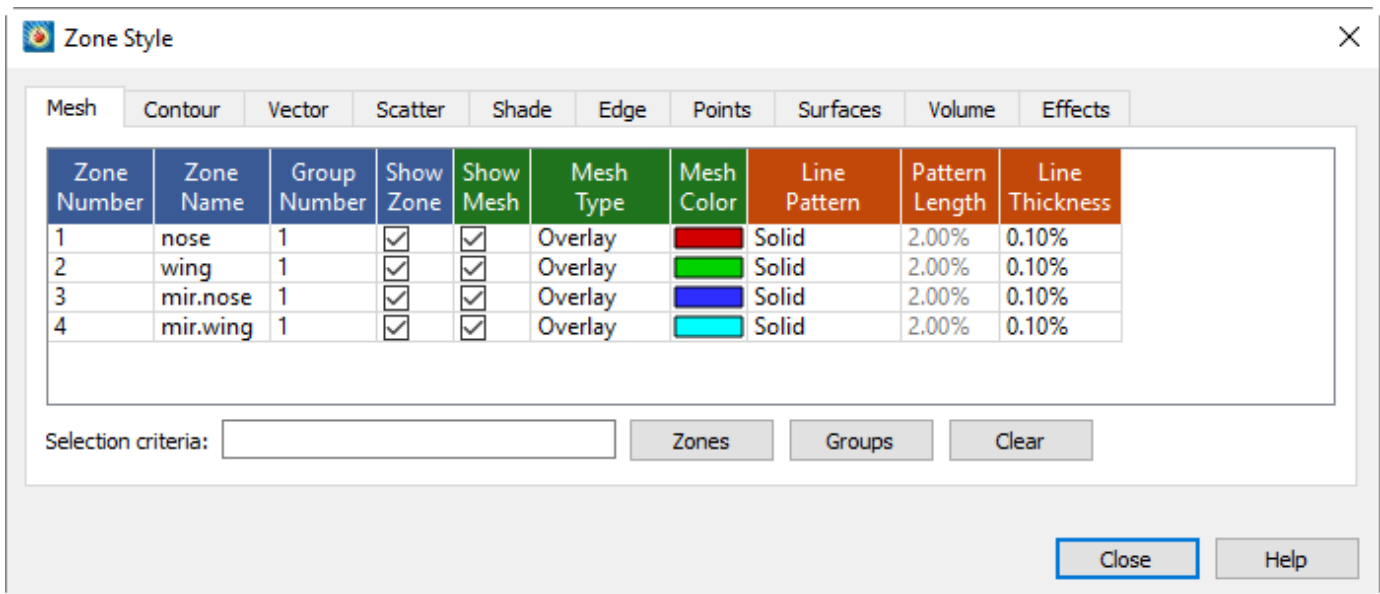 Zone Style
Mesh Contour Vector Scatter Shade Edge Points Surfaces Volume Effects
Zone Number Zone Name Group Number Show Zone Show Mesh Mesh Type Mesh Color Line Pattern Pattern Length Line Thickness
1 nose 1 Overlay Solid 2.00% 0.10%
2 wing 1 Overlay Solid 2.00% 0.10%
3 mir.nose 1 Overlay Solid 2.00% 0.10%
4 mir.wing 1 Overlay Solid 2.00% 0.10%
Selection criteria: Zones Groups Clear
Close Help